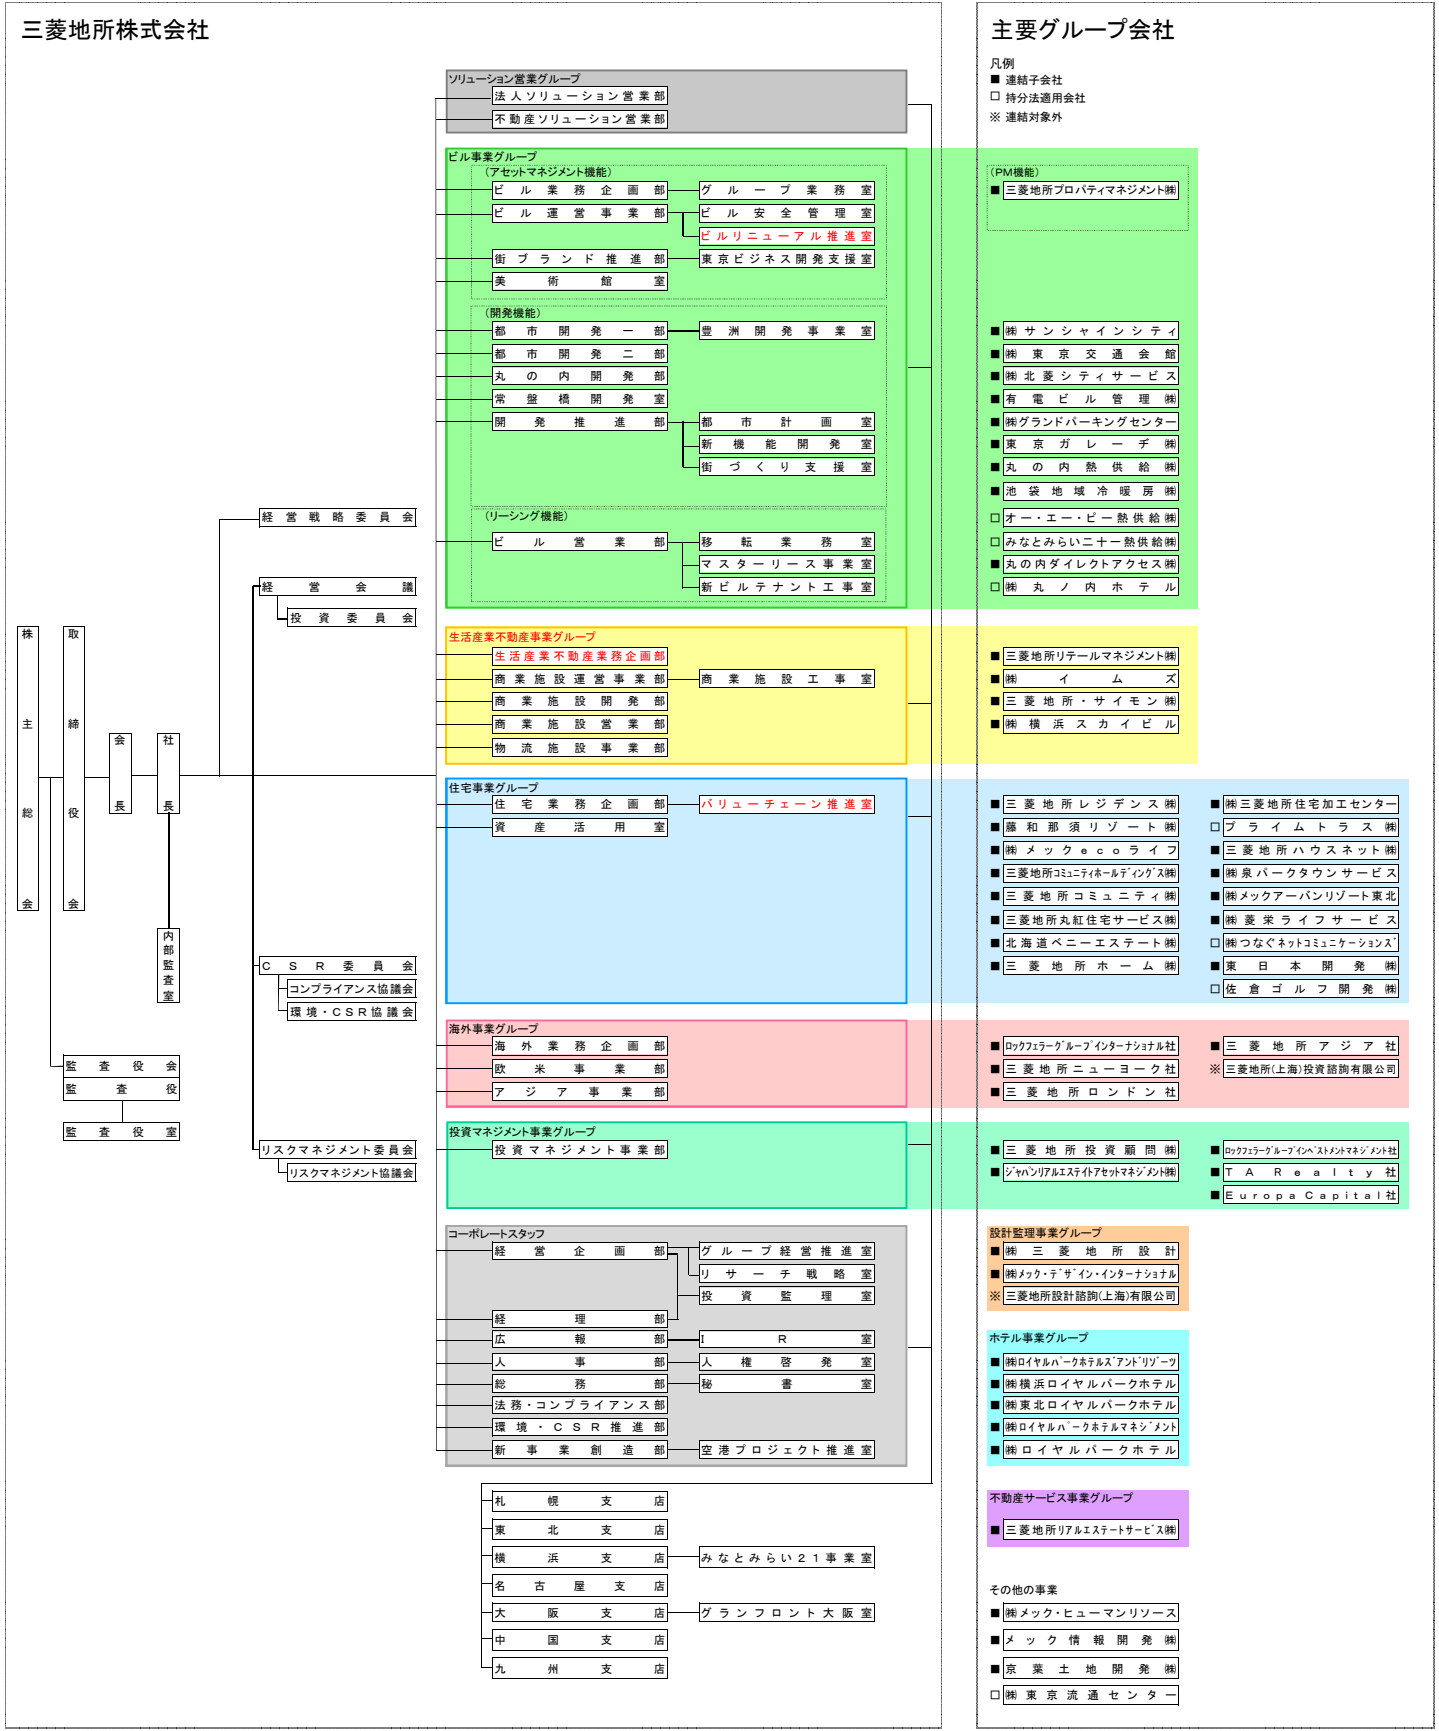 三菱地所株式会社
株主総会
取締役会
会長
社長
内部監査室
監査役会
監査役
監査役室
経営戦略委員会
経営会議
投資委員会
CSR委員会
コンプライアンス協議会
環境・CSR協議会
リスクマネジメント委員会
リスクマネジメント協議会
ソリューション営業グループ
法人ソリューション営業部
不動産ソリューション営業部
ビル事業グループ
(アセットマネジメント機能)
ビル業務企画部
グループ業務室
ビル運営事業部
ビル安全管理室
ビルリニューアル推進室
街ブランド推進部
東京ビジネス開発支援室
美術館室
(開発機能)
都市開発一部
豊洲開発事業室
都市開発二部
丸の内開発部
常盤橋開発室
開発推進部
都市計画室
新機能開発室
街づくり支援室
(リーシング機能)
ビル営業部
移転業務室
マスターリース事業室
新ビルテナント工事室
生活産業不動産事業グループ
生活産業不動産業務企画部
商業施設運営事業部
商業施設工事室
商業施設開発部
商業施設営業部
物流施設事業部
住宅事業グループ
住宅業務企画部
バリューチェーン推進室
資産活用室
海外事業グループ
海外業務企画部
欧米事業部
アジア事業部
投資マネジメント事業グループ
投資マネジメント事業部
コーポレートスタッフ
経営企画部
グループ経営推進室
リサーチ戦略室
投資監理室
経理部
広報部
IR室
人事部
人権啓発室
総務部
秘書室
法務・コンプライアンス部
環境・CSR推進部
新事業創造部
空港プロジェクト推進室
札幌支店
東北支店
横浜支店
みなとみらい21事業室
名古屋支店
大阪支店
グランフロント大阪室
中国支店
九州支店
主要グループ会社
凡例
■ 連結子会社
□ 持分法適用会社
※ 連結対象外
(PM機能)
■三菱地所プロパティマネジメント㈱
■㈱サンシャインシティ
■㈱東京交通会館
■㈱北菱シティサービス
■有電ビル管理㈱
■㈱グランドパーキングセンター
■東京ガレーヂ㈱
■丸の内熱供給㈱
■池袋地域冷暖房㈱
□オー・エー・ピー熱供給㈱
□みなとみらい二十一熱供給㈱
■丸の内ダイレクトアクセス㈱
□㈱丸ノ内ホテル
■三菱地所リテールマネジメント㈱
■㈱イムズ
■三菱地所・サイモン㈱
■㈱横浜スカイビル
■三菱地所レジデンス㈱
■㈱三菱地所住宅加工センター
■藤和那須リゾート㈱
□プライムトラス㈱
■㈱メックecoライフ
■三菱地所ハウスネット㈱
■三菱地所ｺﾐｭﾆﾃｨﾎｰﾙﾃﾞｨﾝｸﾞｽ㈱
■㈱泉パークタウンサービス
■三菱地所コミュニティ㈱
■㈱メックアーバンリゾート東北
■三菱地所丸紅住宅サービス㈱
■㈱菱栄ライフサービス
■北海道ベニーエステート㈱
□㈱つなぐネットコミュニケーションズ
■三菱地所ホーム㈱
■東日本開発㈱
□佐倉ゴルフ開発㈱
■ﾛｯｸﾌｪﾗｰｸﾞﾙｰﾌﾟｲﾝﾀｰﾅｼｮﾅﾙ社
■三菱地所アジア社
■三菱地所ニューヨーク社
※三菱地所(上海)投資諮詢有限公司
■三菱地所ロンドン社
■三菱地所投資顧問㈱
■ﾛｯｸﾌｪﾗｰｸﾞﾙｰﾌﾟｲﾝﾍﾞｽﾄﾒﾝﾄﾏﾈｼﾞﾒﾝﾄ社
■ｼﾞｬﾊﾟﾝﾘｱﾙｴｽﾃｲﾄｱｾｯﾄﾏﾈｼﾞﾒﾝﾄ㈱
■TA Realty社
■Europa Capital社
設計監理事業グループ
■㈱三菱地所設計
■㈱ﾒｯｸ・ﾃﾞｻﾞｲﾝ・ｲﾝﾀｰﾅｼｮﾅﾙ
※三菱地所設計諮詢(上海)有限公司
ホテル事業グループ
■㈱ﾛｲﾔﾙﾊﾟｰｸﾎﾃﾙｽﾞｱﾝﾄﾞﾘｿﾞｰﾂ
■㈱横浜ロイヤルパークホテル
■㈱東北ロイヤルパークホテル
■㈱ﾛｲﾔﾙﾊﾟｰｸﾎﾃﾙﾏﾈｼﾞﾒﾝﾄ
■㈱ロイヤルパークホテル
不動産サービス事業グループ
■三菱地所ﾘｱﾙｴｽﾃｰﾄｻｰﾋﾞｽ㈱
その他の事業
■㈱メック・ヒューマンリソース
■メック情報開発㈱
■京葉土地開発㈱
□㈱東京流通センター